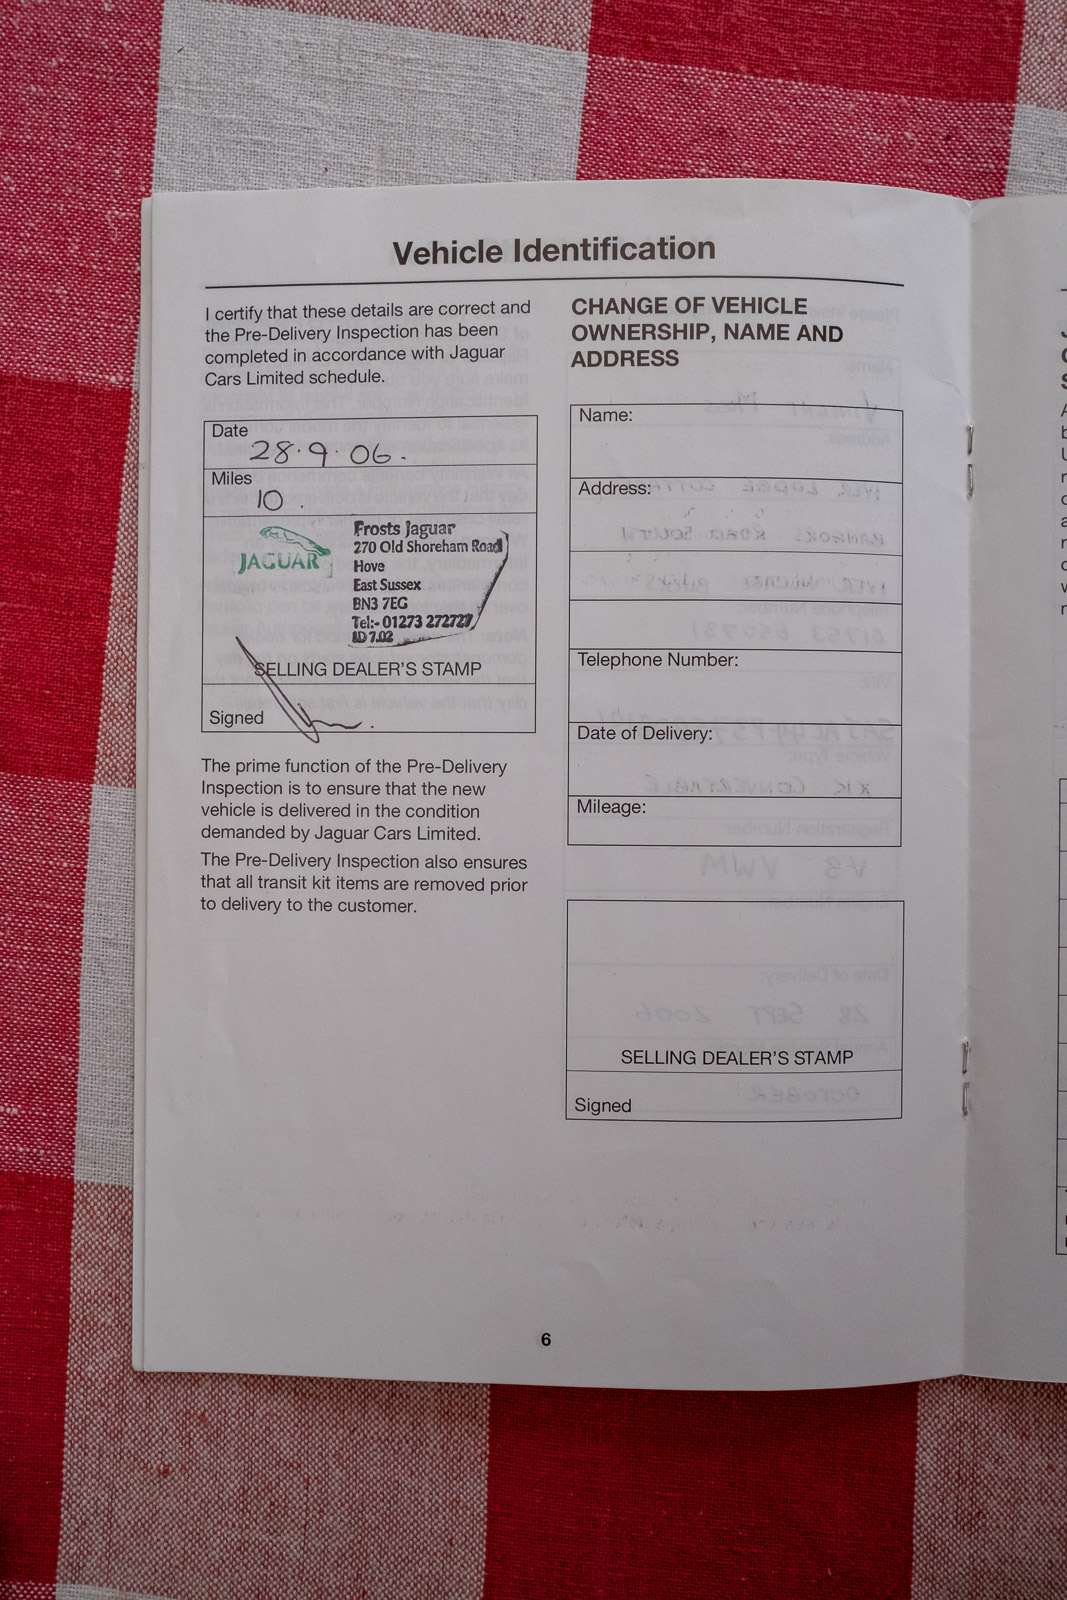 Vehicle Identification
I certify that these details are correct and
the Pre-Delivery Inspection has been
completed in accordance with Jaguar
Cars Limited schedule.
Date
28.9.06.
Miles
10.
JAGUAR
Frosts Jaguar
270 Old Shoreham Road
Hove
East Sussex
BN3 7EG
Tel:- 01273 272727
ID 7.02
SELLING DEALER'S STAMP
Signed
The prime function of the Pre-Delivery
Inspection is to ensure that the new
vehicle is delivered in the condition
demanded by Jaguar Cars Limited.
The Pre-Delivery Inspection also ensures
that all transit kit items are removed prior
to delivery to the customer.
CHANGE OF VEHICLE
OWNERSHIP, NAME AND
ADDRESS
Name:
Address:
Telephone Number:
Date of Delivery:
Mileage:
SELLING DEALER'S STAMP
Signed
6